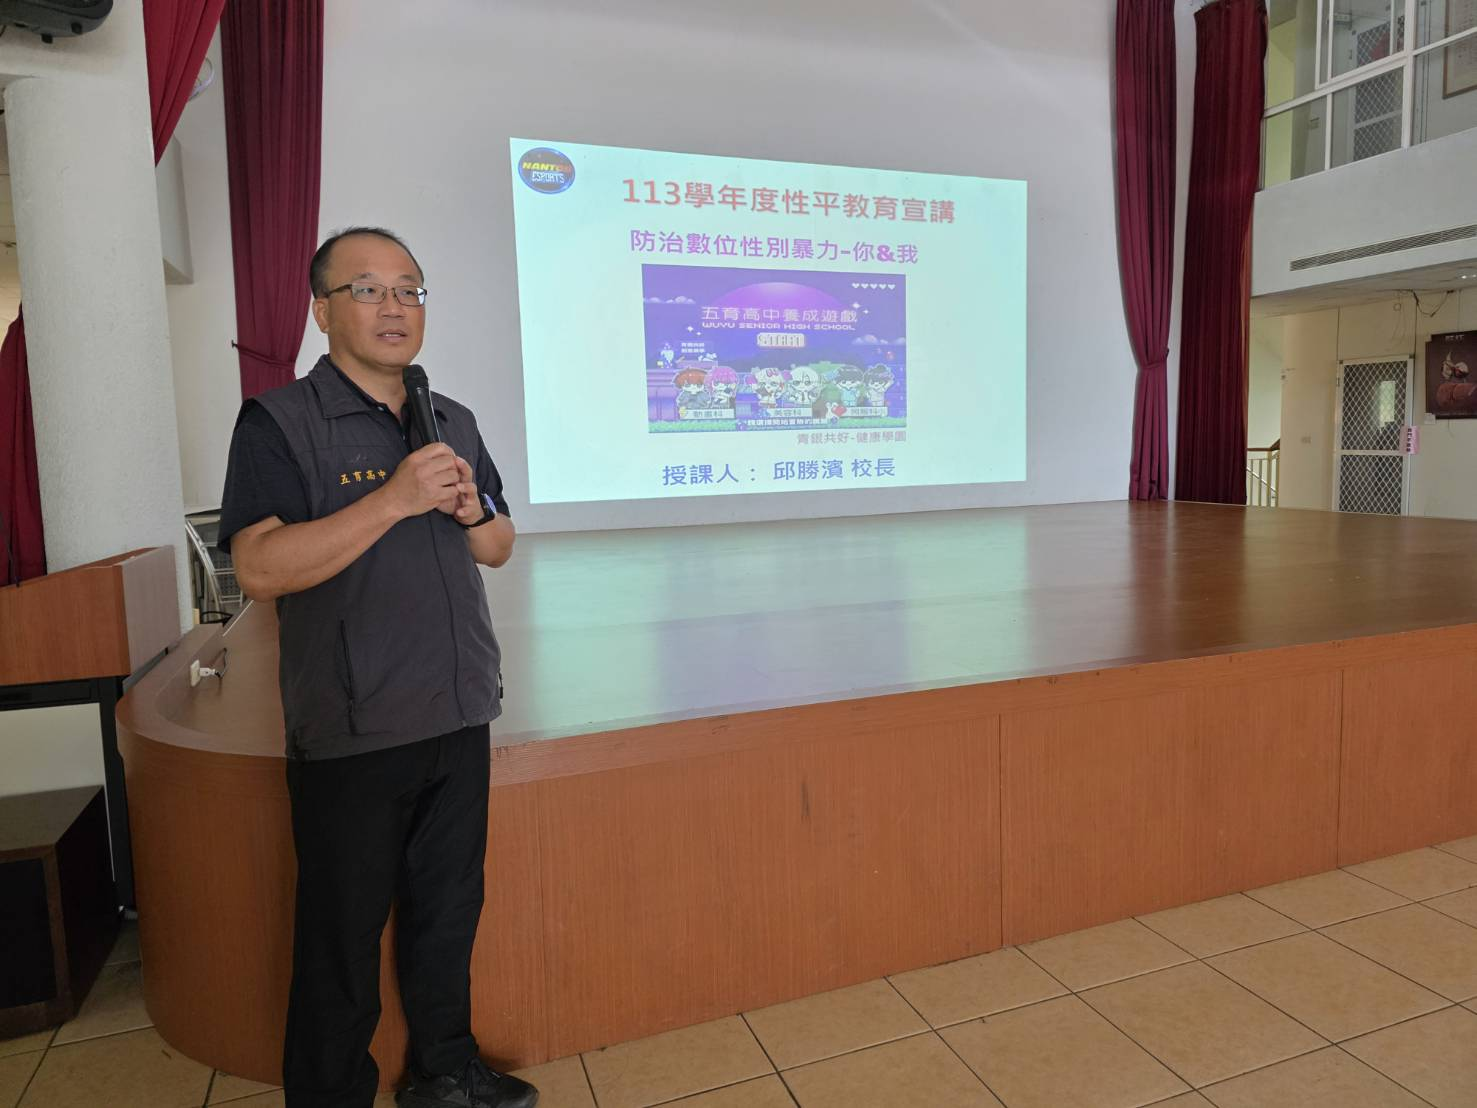 NANTOU
ESPORTS
113學年度性平教育宣講
防治數位性別暴力-你&我
五育高中養成遊戲
WUYU SENIOR HIGH SCHOOL
START
動畫科
美容科
青銀共好-健康學園
授課人： 邱勝濱 校長
五育高中